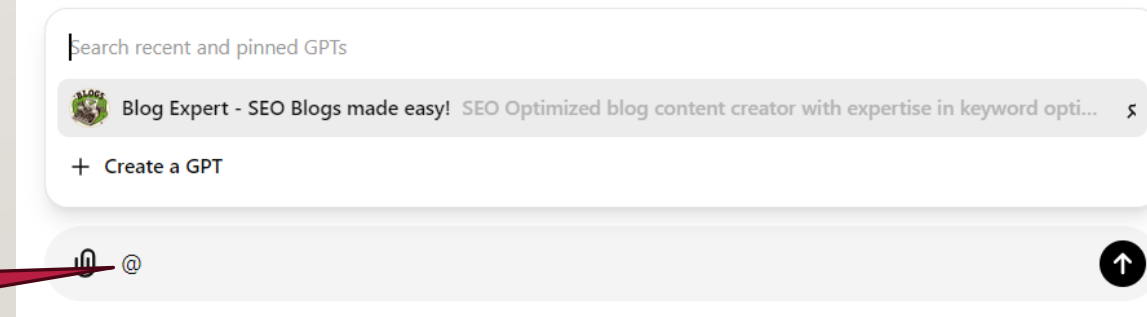 Search recent and pinned GPTs
BLOGS
Blog Expert - SEO Blogs made easy! SEO Optimized blog content creator with expertise in keyword opti...
+ Create a GPT
@